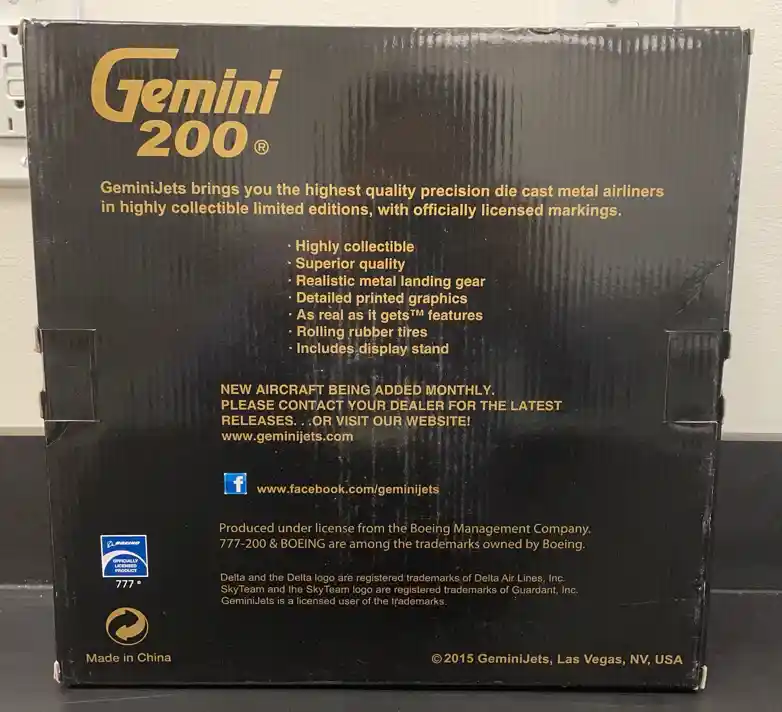 Gemini
200®
GeminiJets brings you the highest quality precision die cast metal airliners
in highly collectible limited editions, with officially licensed markings.
· Highly collectible
· Superior quality
· Realistic metal landing gear
· Detailed printed graphics
· As real as it gets™ features
· Rolling rubber tires
· Includes display stand
NEW AIRCRAFT BEING ADDED MONTHLY.
PLEASE CONTACT YOUR DEALER FOR THE LATEST
RELEASES. . .OR VISIT OUR WEBSITE!
www.geminijets.com
f www.facebook.com/geminijets
Produced under license from the Boeing Management Company.
777-200 & BOEING are among the trademarks owned by Boeing.
BOEING
OFFICIALLY
LICENSED
PRODUCT
777
Delta and the Delta logo are registered trademarks of Delta Air Lines, Inc.
SkyTeam and the SkyTeam logo are registered trademarks of Guardant, Inc.
GeminiJets is a licensed user of the trademarks.
Made in China
©2015 GeminiJets, Las Vegas, NV, USA